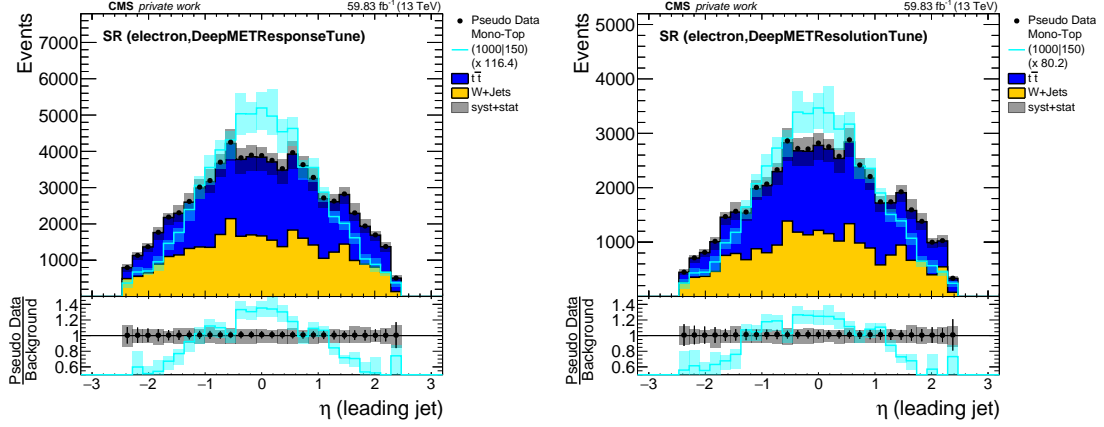 CMS private work 59.83 fb⁻¹ (13 TeV)
Events
7000
6000
5000
4000
3000
2000
1000
SR (electron,DeepMETResponseTune)
Pseudo Data
Mono-Top
(1000|150)
(x 116.4)
tt̅
W+Jets
syst+stat
Pseudo Data
Background
1.4
1.2
1
0.8
0.6
−3 −2 −1 0 1 2 3
η (leading jet)
CMS private work 59.83 fb⁻¹ (13 TeV)
Events
5000
4000
3000
2000
1000
SR (electron,DeepMETResolutionTune)
Pseudo Data
Mono-Top
(1000|150)
(x 80.2)
tt̅
W+Jets
syst+stat
Pseudo Data
Background
1.4
1.2
1
0.8
0.6
−3 −2 −1 0 1 2 3
η (leading jet)